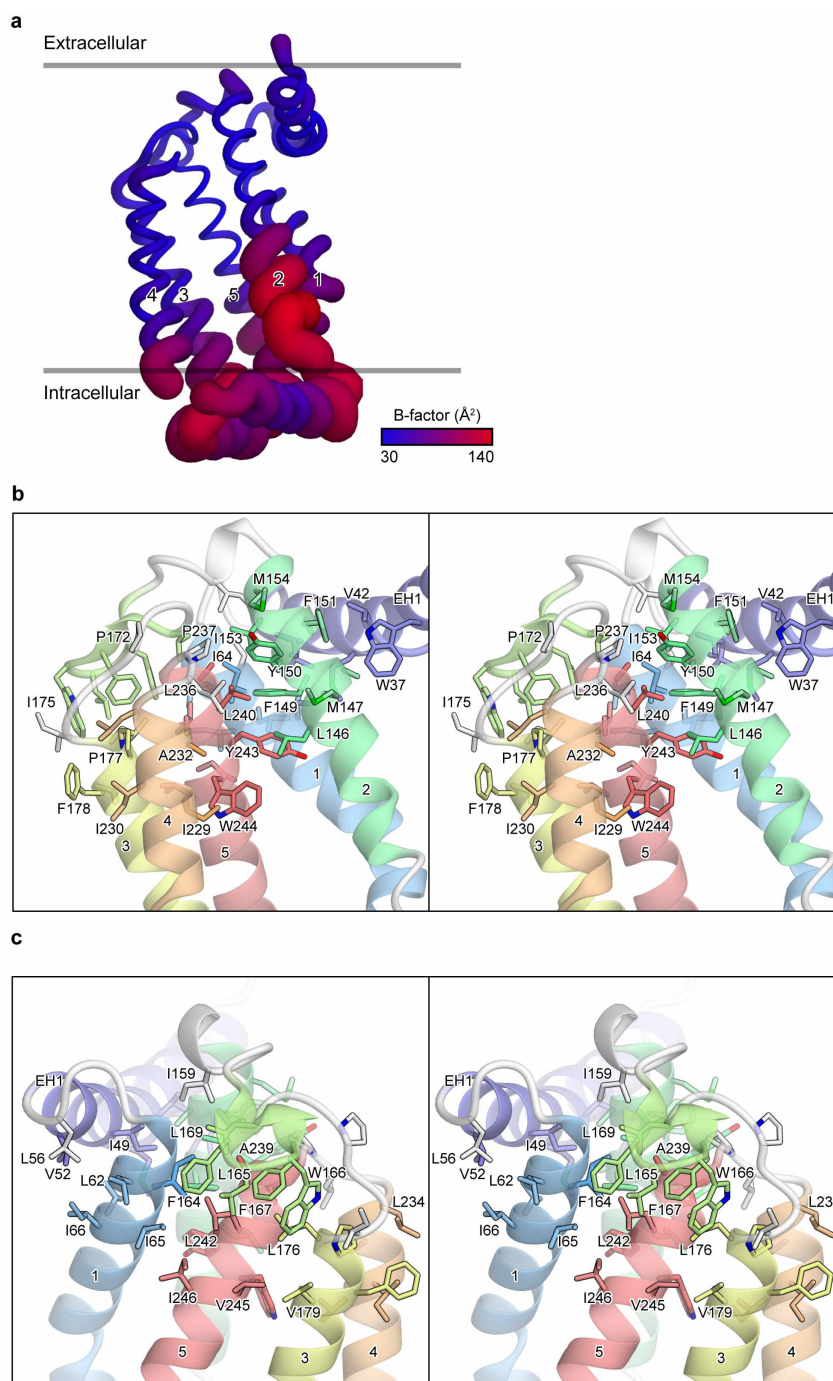 a
Extracellular
4
3
5
2
1
Intracellular
B-factor (Å²)
30
140
b
M154
F151
V42
EH1
P172
P237
I153
I64
Y150
W37
I175
L236
L240
F149
M147
L146
P177
A232
Y243
1
F178
2
I230
4
I229
W244
3
5
M154
F151
V42
EH1
P172
P237
I153
I64
Y150
W37
I175
L236
L240
F149
M147
L146
P177
A232
Y243
1
F178
2
I230
4
I229
W244
3
5
c
EH1
I159
L169
A239
I49
L56
V52
L62
L165
W166
F164
L234
F167
I66
I65
L242
L176
1
I246
V245
V179
5
3
4
EH1
I159
L169
A239
I49
L56
V52
L62
L165
W166
F164
L23
F167
I66
I65
L242
L176
1
I246
V245
V179
5
3
4